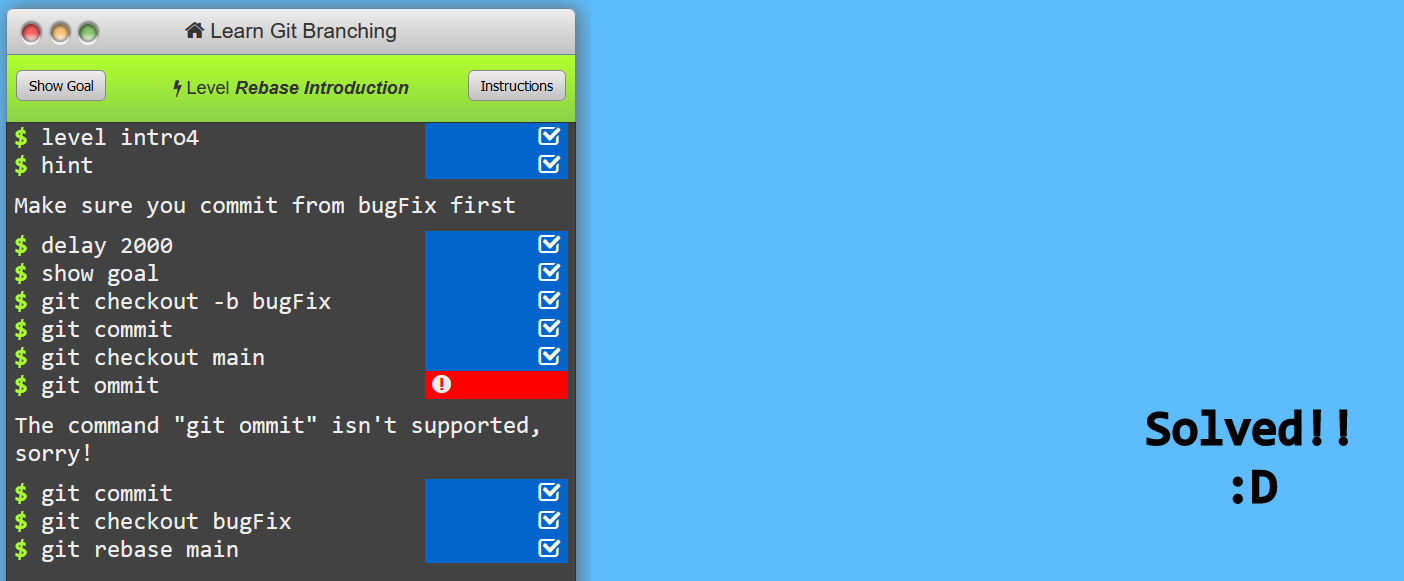 Learn Git Branching
Show Goal
Level Rebase Introduction
Instructions
$ level intro4
$ hint
Make sure you commit from bugFix first
$ delay 2000
$ show goal
$ git checkout -b bugFix
$ git commit
$ git checkout main
$ git ommit
The command "git ommit" isn't supported,
sorry!
$ git commit
$ git checkout bugFix
$ git rebase main
Solved!!
:D